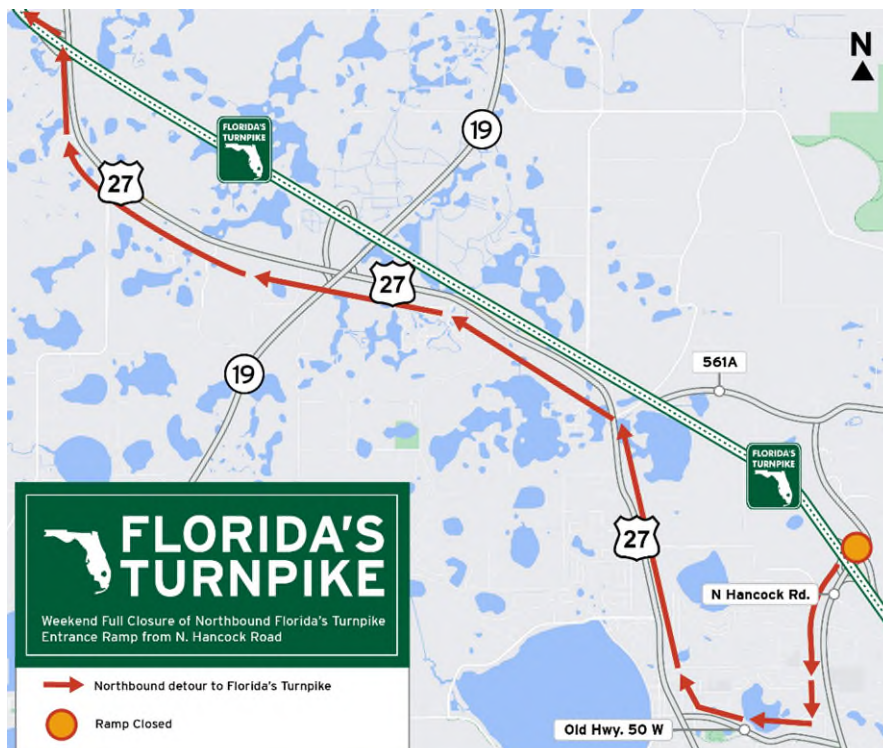 N
FLORIDA'S
TURNPIKE
19
27
27
19
561A
FLORIDA'S
TURNPIKE
27
N Hancock Rd.
FLORIDA'S
TURNPIKE
Weekend Full Closure of Northbound Florida's Turnpike
Entrance Ramp from N. Hancock Road
Northbound detour to Florida's Turnpike
Ramp Closed
Old Hwy. 50 W